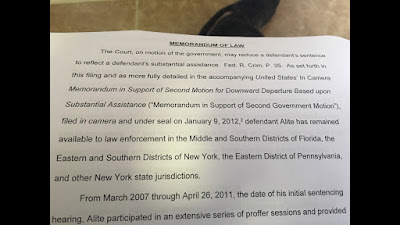 MEMORANDUM OF LAW
The Court, on motion of the government, may reduce a defendant's sentence
to reflect a defendant's substantial assistance. Fed. R. Crim. P. 35. As set forth in
this filing and as more fully detailed in the accompanying United States' In Camera
Memorandum in Support of Second Motion for Downward Departure Based upon
Substantial Assistance ("Memorandum in Support of Second Government Motion"),
filed in camera and under seal on January 9, 2012,² defendant Alite has remained
available to law enforcement in the Middle and Southern Districts of Florida, the
Eastern and Southern Districts of New York, the Eastern District of Pennsylvania,
and other New York state jurisdictions.
From March 2007 through April 26, 2011, the date of his initial sentencing
hearing, Alite participated in an extensive series of proffer sessions and provided